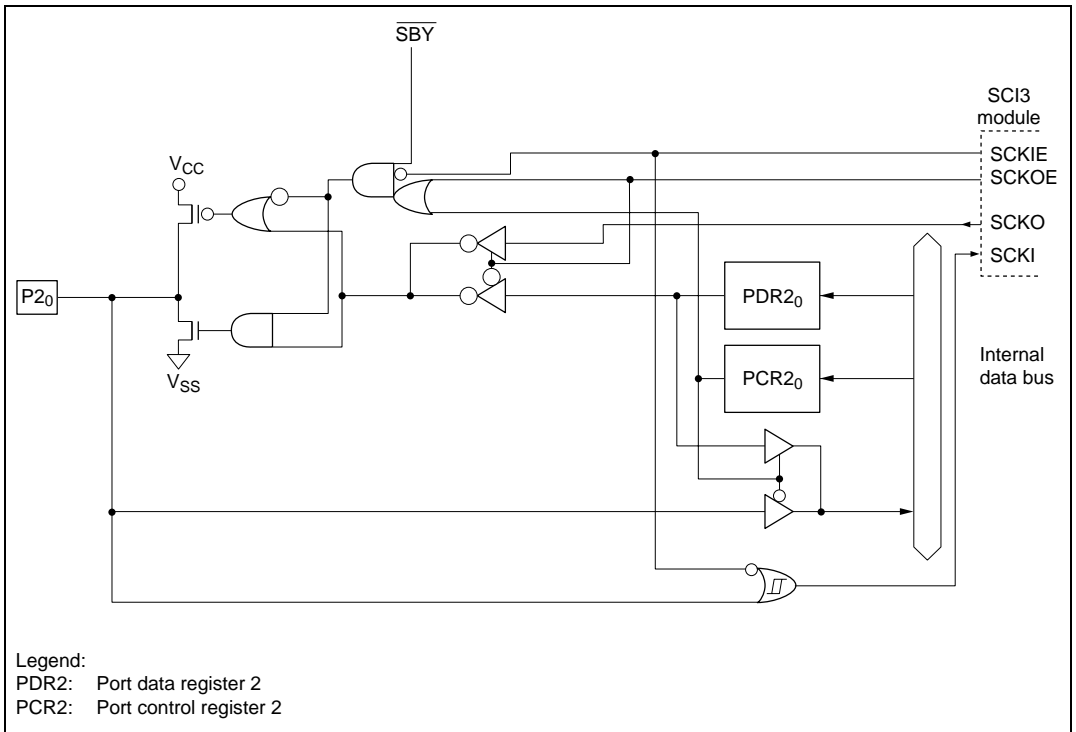 SBY
SCI3
module
VCC
SCKIE
SCKOE
SCKO
SCKI
P20
PDR20
PCR20
Internal
data bus
VSS
Legend:
PDR2: Port data register 2
PCR2: Port control register 2